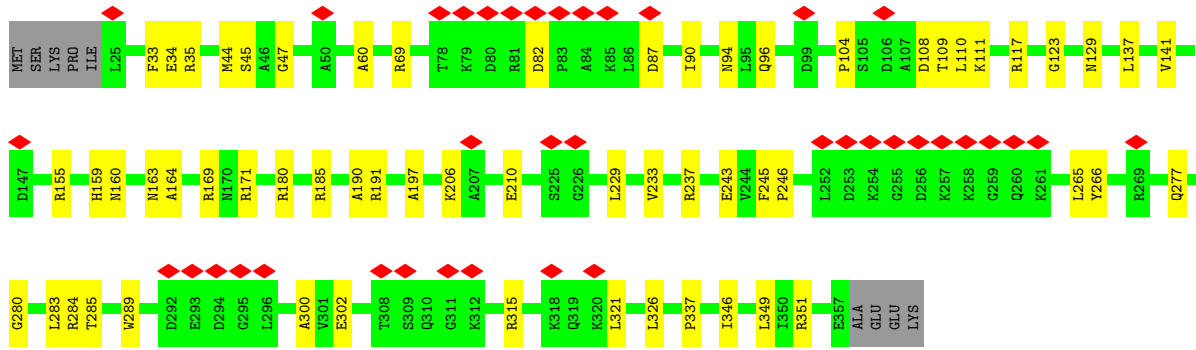 MET SER LYS PRO ILE L25 F33 E34 R35 M44 S45 A46 G47 A50 A60 R69 T78 K79 D80 R81 D82 P83 A84 K85 L86 D87 I90 N94 L95 Q96 D99 P104 S105 D106 A107 D108 T109 L110 K111 R117 G123 N129 L137 V141
D147 R155 H159 N160 N163 A164 R169 N170 R171 R180 R185 A190 R191 A197 K206 A207 E210 S225 G226 L229 V233 R237 E243 V244 F245 P246 L252 D253 K254 G255 D256 K257 K258 G259 Q260 K261 L265 Y266 R269 Q277
G280 L283 R284 T285 W289 D292 E293 D294 G295 L296 A300 V301 E302 T308 S309 Q310 G311 K312 R315 K318 Q319 K320 L321 L326 P337 I346 L349 I350 R351 E357 ALA GLU GLU LYS